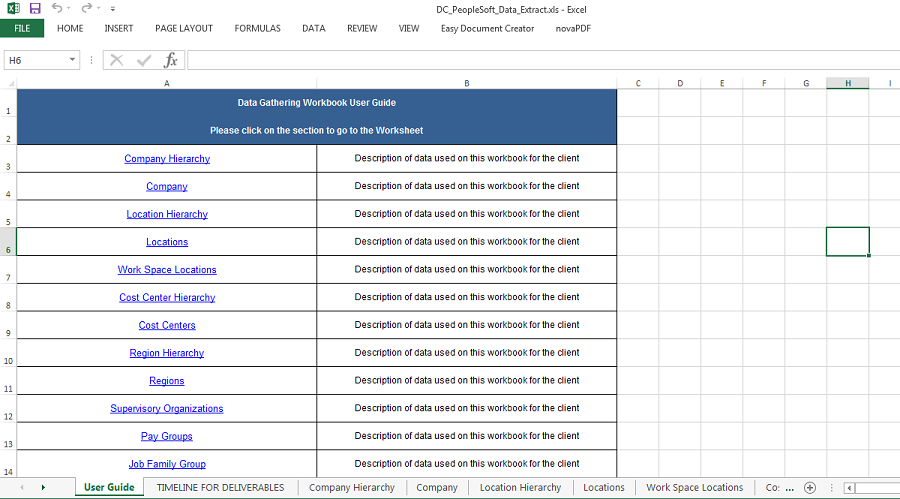 DC_PeopleSoft_Data_Extract.xls - Excel
FILE HOME INSERT PAGE LAYOUT FORMULAS DATA REVIEW VIEW Easy Document Creator novaPDF
H6 fx
A B C D E F G H I
1 Data Gathering Workbook User Guide
2 Please click on the section to go to the Worksheet
3 Company Hierarchy Description of data used on this workbook for the client
4 Company Description of data used on this workbook for the client
5 Location Hierarchy Description of data used on this workbook for the client
6 Locations Description of data used on this workbook for the client
7 Work Space Locations Description of data used on this workbook for the client
8 Cost Center Hierarchy Description of data used on this workbook for the client
9 Cost Centers Description of data used on this workbook for the client
10 Region Hierarchy Description of data used on this workbook for the client
11 Regions Description of data used on this workbook for the client
12 Supervisory Organizations Description of data used on this workbook for the client
13 Pay Groups Description of data used on this workbook for the client
14 Job Family Group Description of data used on this workbook for the client
User Guide TIMELINE FOR DELIVERABLES Company Hierarchy Company Location Hierarchy Locations Work Space Locations Co: ...